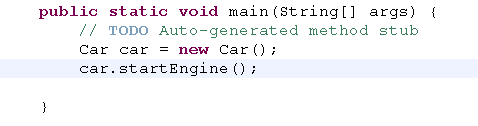 public static void main(String[] args) {
// TODO Auto-generated method stub
Car car = new Car();
car.startEngine();
}